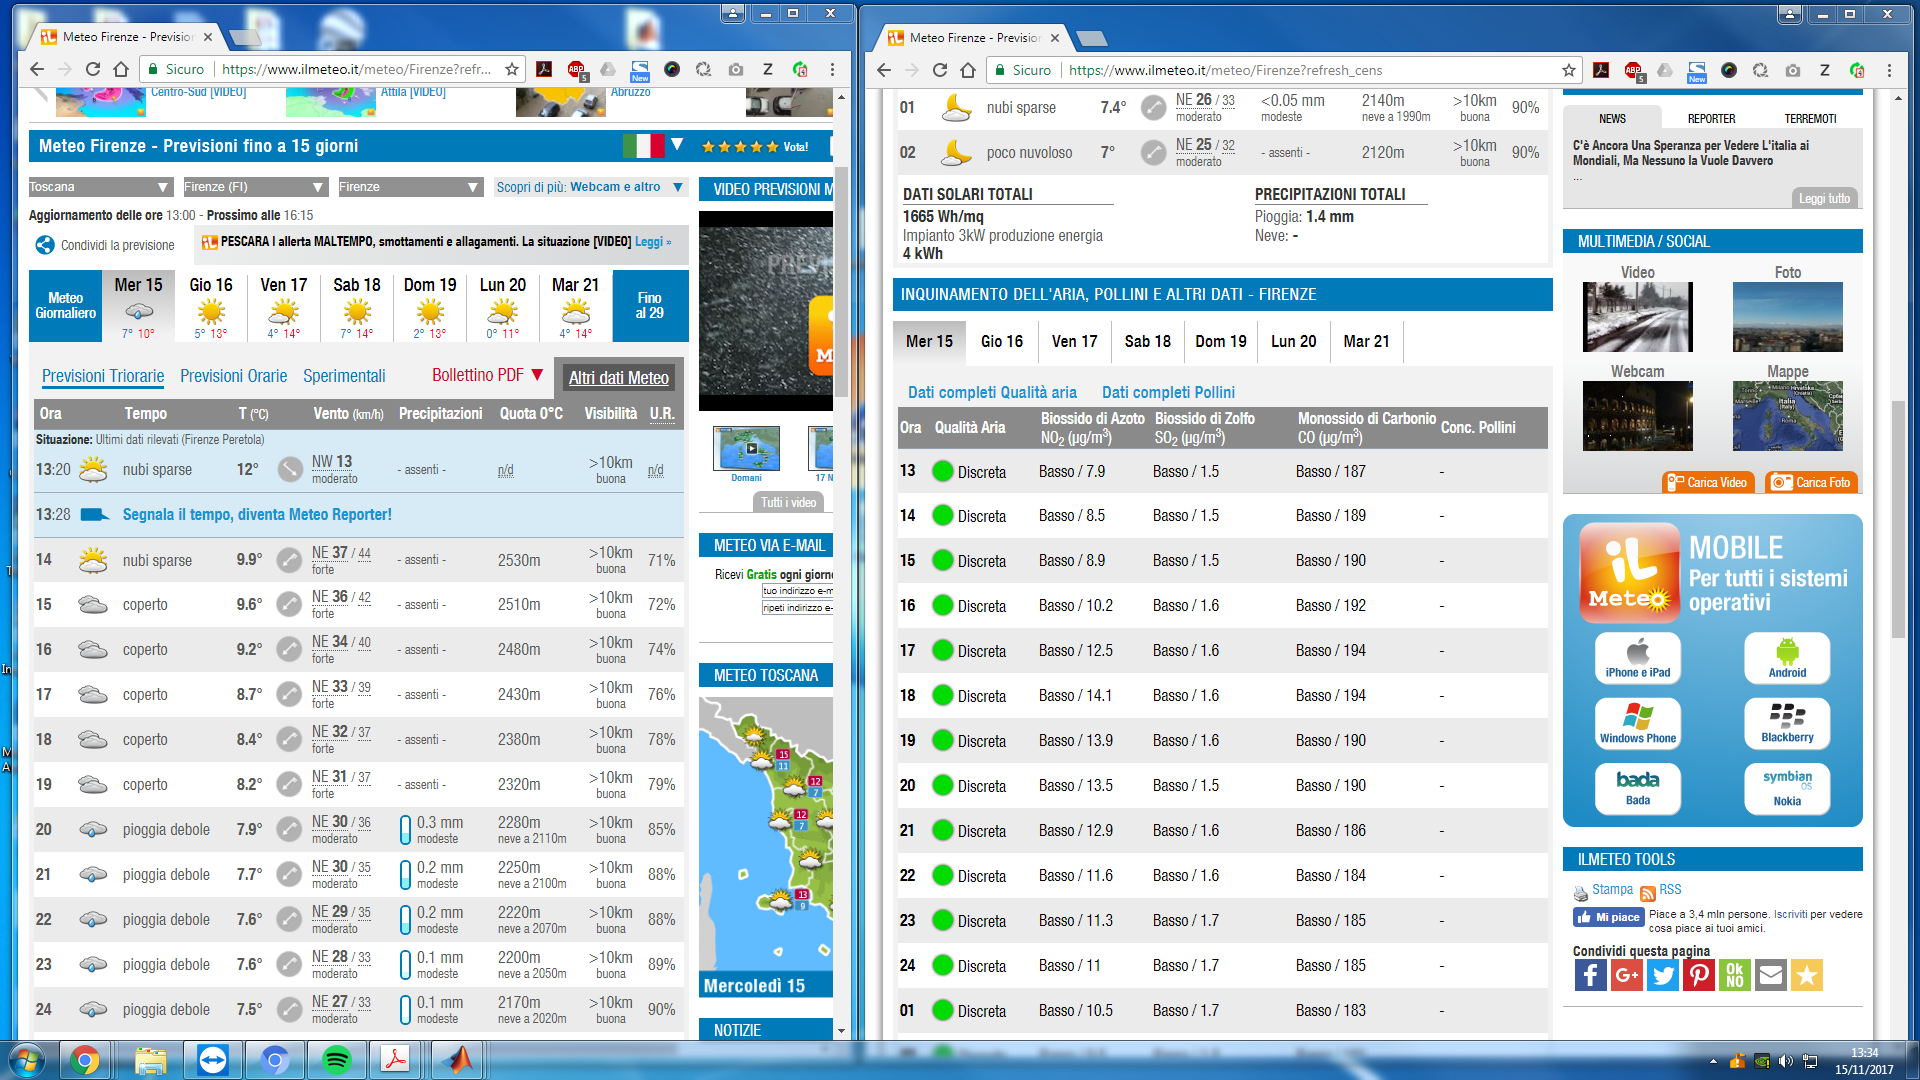 Meteo Firenze - Previsior
Sicuro
https://www.ilmeteo.it/meteo/Firenze?refr...
Centro-Sud [VIDEO]
Attila [VIDEO]
Abruzzo
Meteo Firenze - Previsioni fino a 15 giorni
Vota!
Toscana
Firenze (FI)
Firenze
Scopri di più: Webcam e altro
Aggiornamento delle ore 13:00 - Prossimo alle 16:15
Condividi la previsione
PESCARA l allerta MALTEMPO, smottamenti e allagamenti. La situazione [VIDEO] Leggi »
Meteo Giornaliero
Mer 15 7° 10°
Gio 16 5° 13°
Ven 17 4° 14°
Sab 18 7° 14°
Dom 19 2° 13°
Lun 20 0° 11°
Mar 21 4° 14°
Fino al 29
Previsioni Triorarie Previsioni Orarie Sperimentali Bollettino PDF ▼ Altri dati Meteo
Ora Tempo T (°C) Vento (km/h) Precipitazioni Quota 0°C Visibilità U.R.
Situazione: Ultimi dati rilevati (Firenze Peretola)
13:20 nubi sparse 12° NW 13 moderato - assenti - n/d >10km buona n/d
13:28 Segnala il tempo, diventa Meteo Reporter!
14 nubi sparse 9.9° NE 37 / 44 forte - assenti - 2530m >10km buona 71%
15 coperto 9.6° NE 36 / 42 forte - assenti - 2510m >10km buona 72%
16 coperto 9.2° NE 34 / 40 forte - assenti - 2480m >10km buona 74%
17 coperto 8.7° NE 33 / 39 forte - assenti - 2430m >10km buona 76%
18 coperto 8.4° NE 32 / 37 forte - assenti - 2380m >10km buona 78%
19 coperto 8.2° NE 31 / 37 forte - assenti - 2320m >10km buona 79%
20 pioggia debole 7.9° NE 30 / 36 moderato 0.3 mm modeste 2280m neve a 2110m >10km buona 85%
21 pioggia debole 7.7° NE 30 / 35 moderato 0.2 mm modeste 2250m neve a 2100m >10km buona 88%
22 pioggia debole 7.6° NE 29 / 35 moderato 0.2 mm modeste 2220m neve a 2070m >10km buona 88%
23 pioggia debole 7.6° NE 28 / 33 moderato 0.1 mm modeste 2200m neve a 2050m >10km buona 89%
24 pioggia debole 7.5° NE 27 / 33 moderato 0.1 mm modeste 2170m neve a 2020m >10km buona 90%
VIDEO PREVISIONI M
Domani
17 N
Tutti i video
METEO VIA E-MAIL
Ricevi Gratis ogni giorno
tuo indirizzo e-m
ripeti indirizzo e-
METEO TOSCANA
15
11
12
7
12
7
13
9
Mercoledì 15
NOTIZIE
Meteo Firenze - Previsior
Sicuro
https://www.ilmeteo.it/meteo/Firenze?refresh_cens
01 nubi sparse 7.4° NE 26 / 33 moderato <0.05 mm modeste 2140m neve a 1990m >10km buona 90%
02 poco nuvoloso 7° NE 25 / 32 moderato - assenti - 2120m >10km buona 90%
DATI SOLARI TOTALI
1665 Wh/mq
Impianto 3kW produzione energia
4 kWh
PRECIPITAZIONI TOTALI
Pioggia: 1.4 mm
Neve: -
INQUINAMENTO DELL'ARIA, POLLINI E ALTRI DATI - FIRENZE
Mer 15 Gio 16 Ven 17 Sab 18 Dom 19 Lun 20 Mar 21
Dati completi Qualità aria Dati completi Pollini
Ora Qualità Aria Biossido di Azoto NO2 (µg/m3) Biossido di Zolfo SO2 (µg/m3) Monossido di Carbonio CO (µg/m3) Conc. Pollini
13 Discreta Basso / 7.9 Basso / 1.5 Basso / 187 -
14 Discreta Basso / 8.5 Basso / 1.5 Basso / 189 -
15 Discreta Basso / 8.9 Basso / 1.5 Basso / 190 -
16 Discreta Basso / 10.2 Basso / 1.6 Basso / 192 -
17 Discreta Basso / 12.5 Basso / 1.6 Basso / 194 -
18 Discreta Basso / 14.1 Basso / 1.6 Basso / 194 -
19 Discreta Basso / 13.9 Basso / 1.6 Basso / 190 -
20 Discreta Basso / 13.5 Basso / 1.5 Basso / 190 -
21 Discreta Basso / 12.9 Basso / 1.6 Basso / 186 -
22 Discreta Basso / 11.6 Basso / 1.6 Basso / 184 -
23 Discreta Basso / 11.3 Basso / 1.7 Basso / 185 -
24 Discreta Basso / 11 Basso / 1.7 Basso / 185 -
01 Discreta Basso / 10.5 Basso / 1.7 Basso / 183 -
NEWS REPORTER TERREMOTI
C'è Ancora Una Speranza per Vedere L'italia ai
Mondiali, Ma Nessuno la Vuole Davvero
...
Leggi tutto
MULTIMEDIA / SOCIAL
Video Foto
Webcam Mappe
Carica Video Carica Foto
iL Meteo
MOBILE
Per tutti i sistemi
operativi
iPhone e iPad
Android
Windows Phone
Blackberry
bada
Bada
symbian OS
Nokia
ILMETEO TOOLS
Stampa RSS
Mi piace
Piace a 3,4 mln persone. Iscriviti per vedere
cosa piace ai tuoi amici.
Condividi questa pagina
13:34
15/11/2017